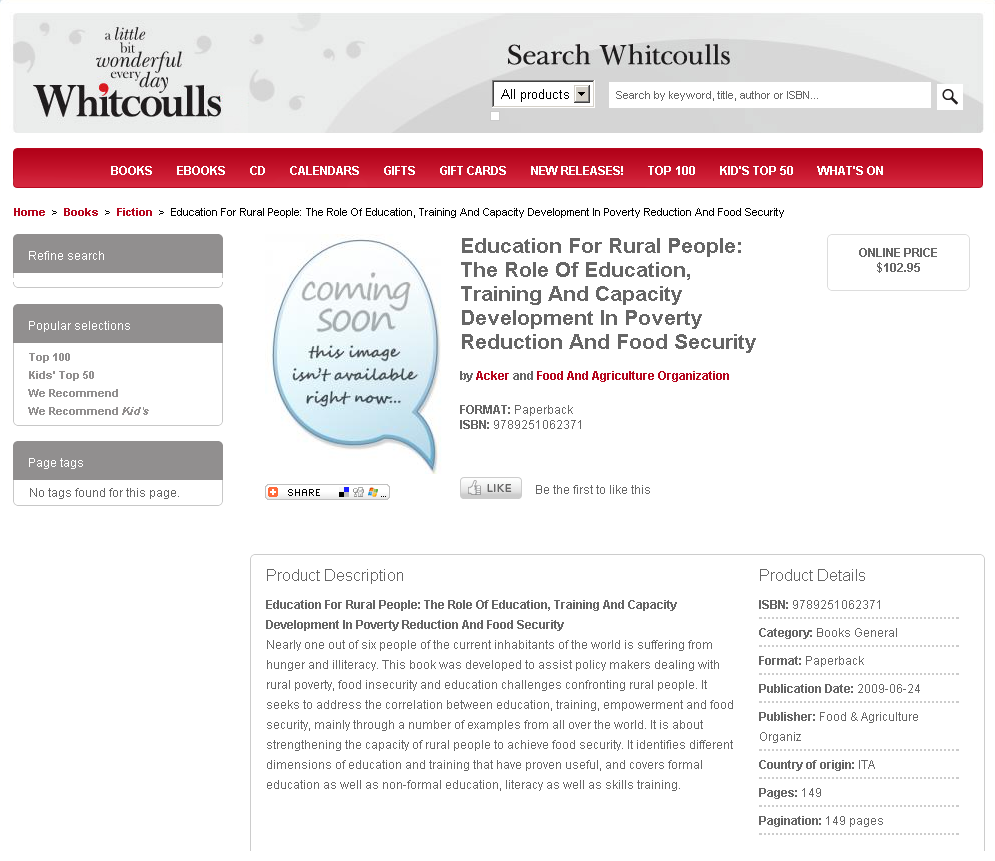 a little
bit
wonderful
every day
Whitcoulls
Search Whitcoulls
All products
Search by keyword, title, author or ISBN...
BOOKS EBOOKS CD CALENDARS GIFTS GIFT CARDS NEW RELEASES! TOP 100 KID'S TOP 50 WHAT'S ON
Home > Books > Fiction > Education For Rural People: The Role Of Education, Training And Capacity Development In Poverty Reduction And Food Security
Refine search
Popular selections
Top 100
Kids' Top 50
We Recommend
We Recommend Kid's
Page tags
No tags found for this page.
coming
soon
this image
isn't available
right now...
SHARE ...
Education For Rural People:
The Role Of Education,
Training And Capacity
Development In Poverty
Reduction And Food Security
by Acker and Food And Agriculture Organization
FORMAT: Paperback
ISBN: 9789251062371
LIKE Be the first to like this
ONLINE PRICE
$102.95
Product Description
Education For Rural People: The Role Of Education, Training And Capacity
Development In Poverty Reduction And Food Security
Nearly one out of six people of the current inhabitants of the world is suffering from
hunger and illiteracy. This book was developed to assist policy makers dealing with
rural poverty, food insecurity and education challenges confronting rural people. It
seeks to address the correlation between education, training, empowerment and food
security, mainly through a number of examples from all over the world. It is about
strengthening the capacity of rural people to achieve food security. It identifies different
dimensions of education and training that have proven useful, and covers formal
education as well as non-formal education, literacy as well as skills training.
Product Details
ISBN: 9789251062371
Category: Books General
Format: Paperback
Publication Date: 2009-06-24
Publisher: Food & Agriculture
Organiz
Country of origin: ITA
Pages: 149
Pagination: 149 pages